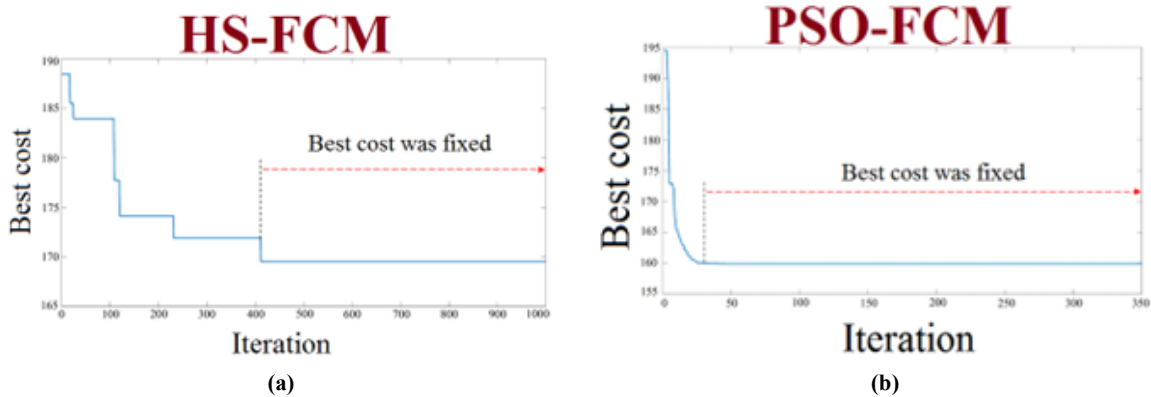 HS-FCM
190
185
180
175
170
165
Best cost
Best cost was fixed
0 100 200 300 400 500 600 700 800 900 1000
Iteration
(a)
PSO-FCM
195
190
185
180
175
170
165
160
155
Best cost
Best cost was fixed
0 50 100 150 200 250 300 350
Iteration
(b)